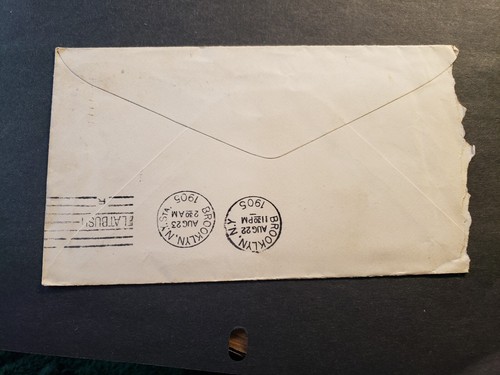 BROOKLYN, N.Y.
AUG 22
11 30 PM
1905
BROOKLYN, N.Y. STA.
AUG 23
2 30 AM
1905
FLATBUSH